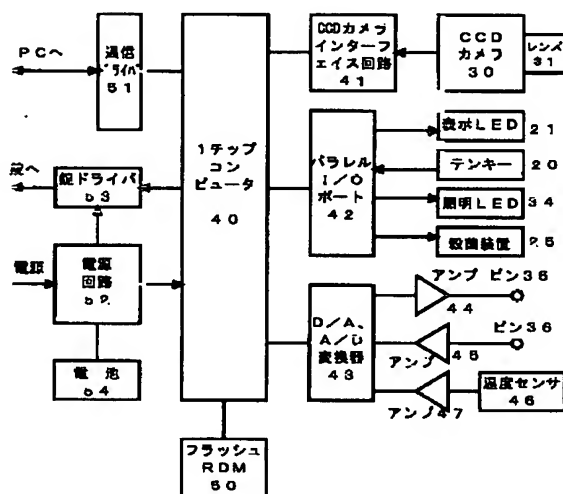 PCへ
通信
ドライバ
51
錠へ
錠ドライバ
53
電源
電源
回路
52
電池
54
1チップ
コン
ピュータ
40
フラッシュ
RDM
50
CCDカメラ
インターフ
ェイス回路
41
CCD
カメラ
30
レンズ
31
パラレル
I/O
ポート
42
表示LED
21
テンキー
20
照明LED
34
殺菌装置
25
D/A、
A/D
変換器
43
アンプ
ピン36
44
アンプ
45
ピン36
アンプ47
温度センサ
46